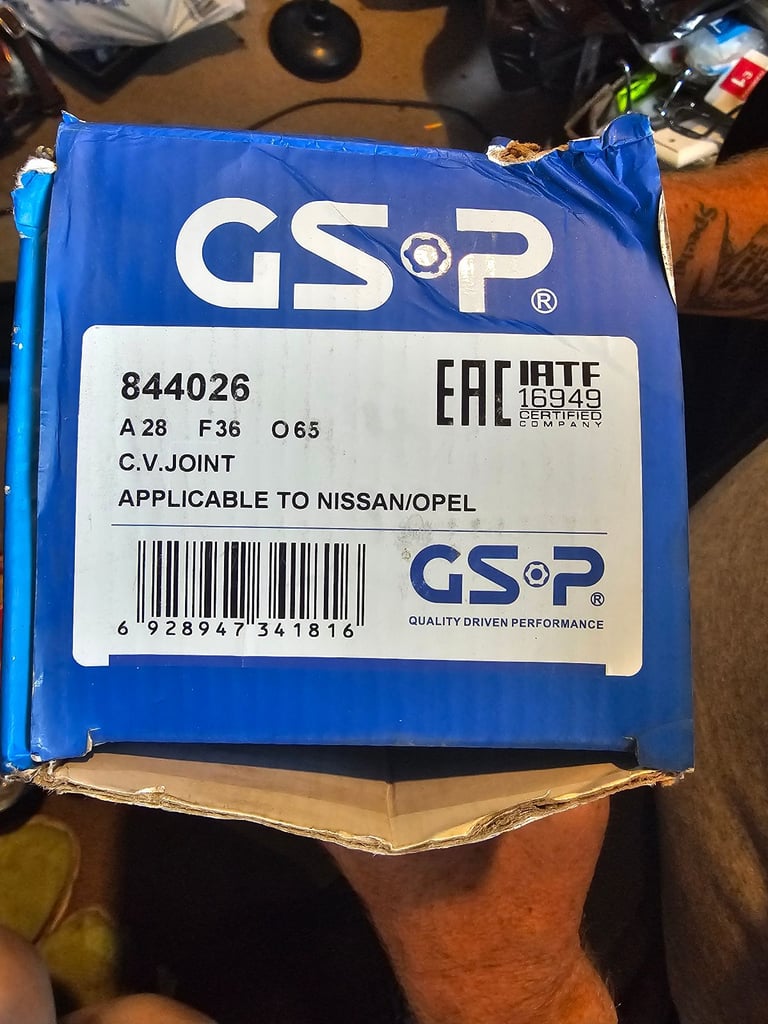 GSP®
844026
EAC
IATF
16949
CERTIFIED
COMPANY
A 28 F 36 O 65
C.V.JOINT
APPLICABLE TO NISSAN/OPEL
6 928947 341816
GSP®
QUALITY DRIVEN PERFORMANCE